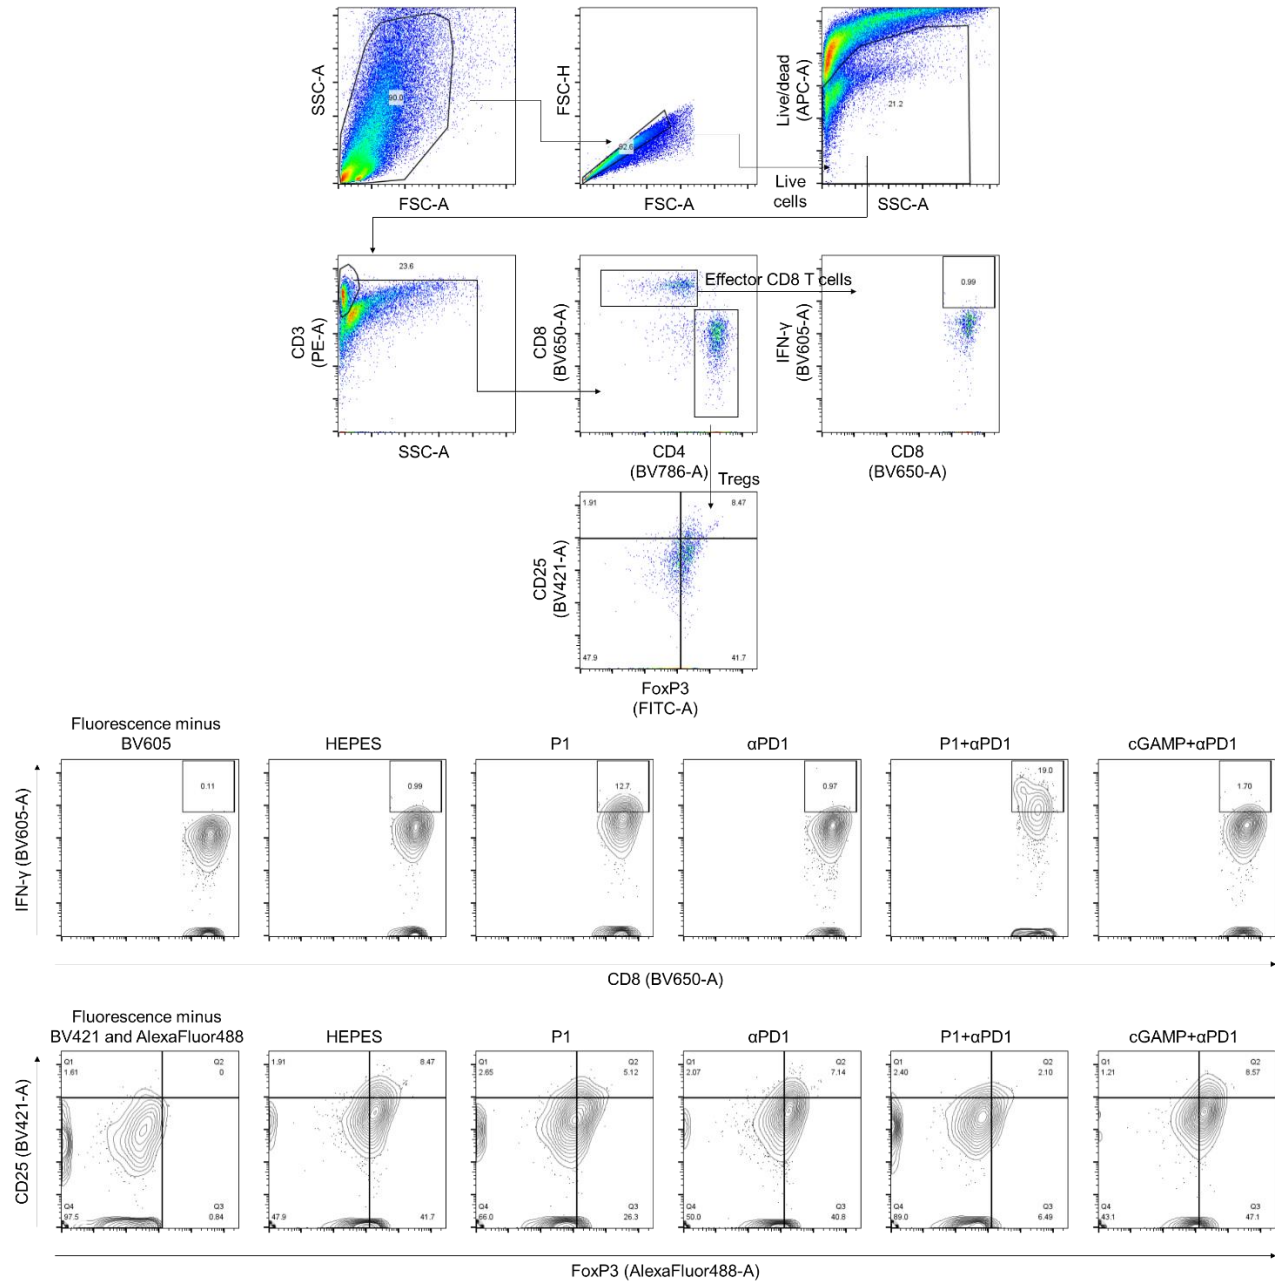 SSC-A
90.0
FSC-A
FSC-H
92.6
FSC-A
Live/dead
(APC-A)
21.2
SSC-A
Live
cells
CD3
(PE-A)
23.6
SSC-A
CD8
(BV650-A)
CD4
(BV786-A)
Effector CD8 T cells
IFN-γ
(BV605-A)
0.99
CD8
(BV650-A)
Tregs
CD25
(BV421-A)
1.91
8.47
47.9
41.7
FoxP3
(FITC-A)
Fluorescence minus
BV605
HEPES
P1
αPD1
P1+αPD1
cGAMP+αPD1
IFN-γ (BV605-A)
0.11
0.99
12.7
0.97
19.0
1.70
CD8 (BV650-A)
Fluorescence minus
BV421 and AlexaFluor488
HEPES
P1
αPD1
P1+αPD1
cGAMP+αPD1
CD25 (BV421-A)
Q1
1.61
Q2
0
Q4
97.5
Q3
0.84
1.91
8.47
47.9
41.7
Q1
2.65
Q2
5.12
Q4
66.0
Q3
26.3
Q1
2.07
Q2
7.14
Q4
50.0
Q3
40.8
Q1
2.40
Q2
2.10
Q4
89.0
Q3
6.49
Q1
1.21
Q2
8.57
Q4
43.1
Q3
47.1
FoxP3 (AlexaFluor488-A)